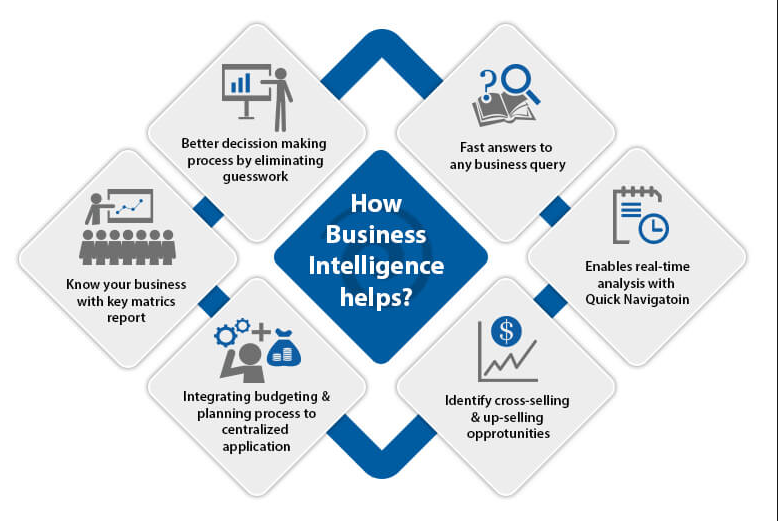 Better decission making
process by eliminating
guesswork
?
Fast answers to
any business query
How
Business
Intelligence
helps?
Know your business
with key matrics
report
Enables real-time
analysis with
Quick Navigatoin
Integrating budgeting &
planning process to
centralized
application
$
Identify cross-selling
& up-selling
opprotunities